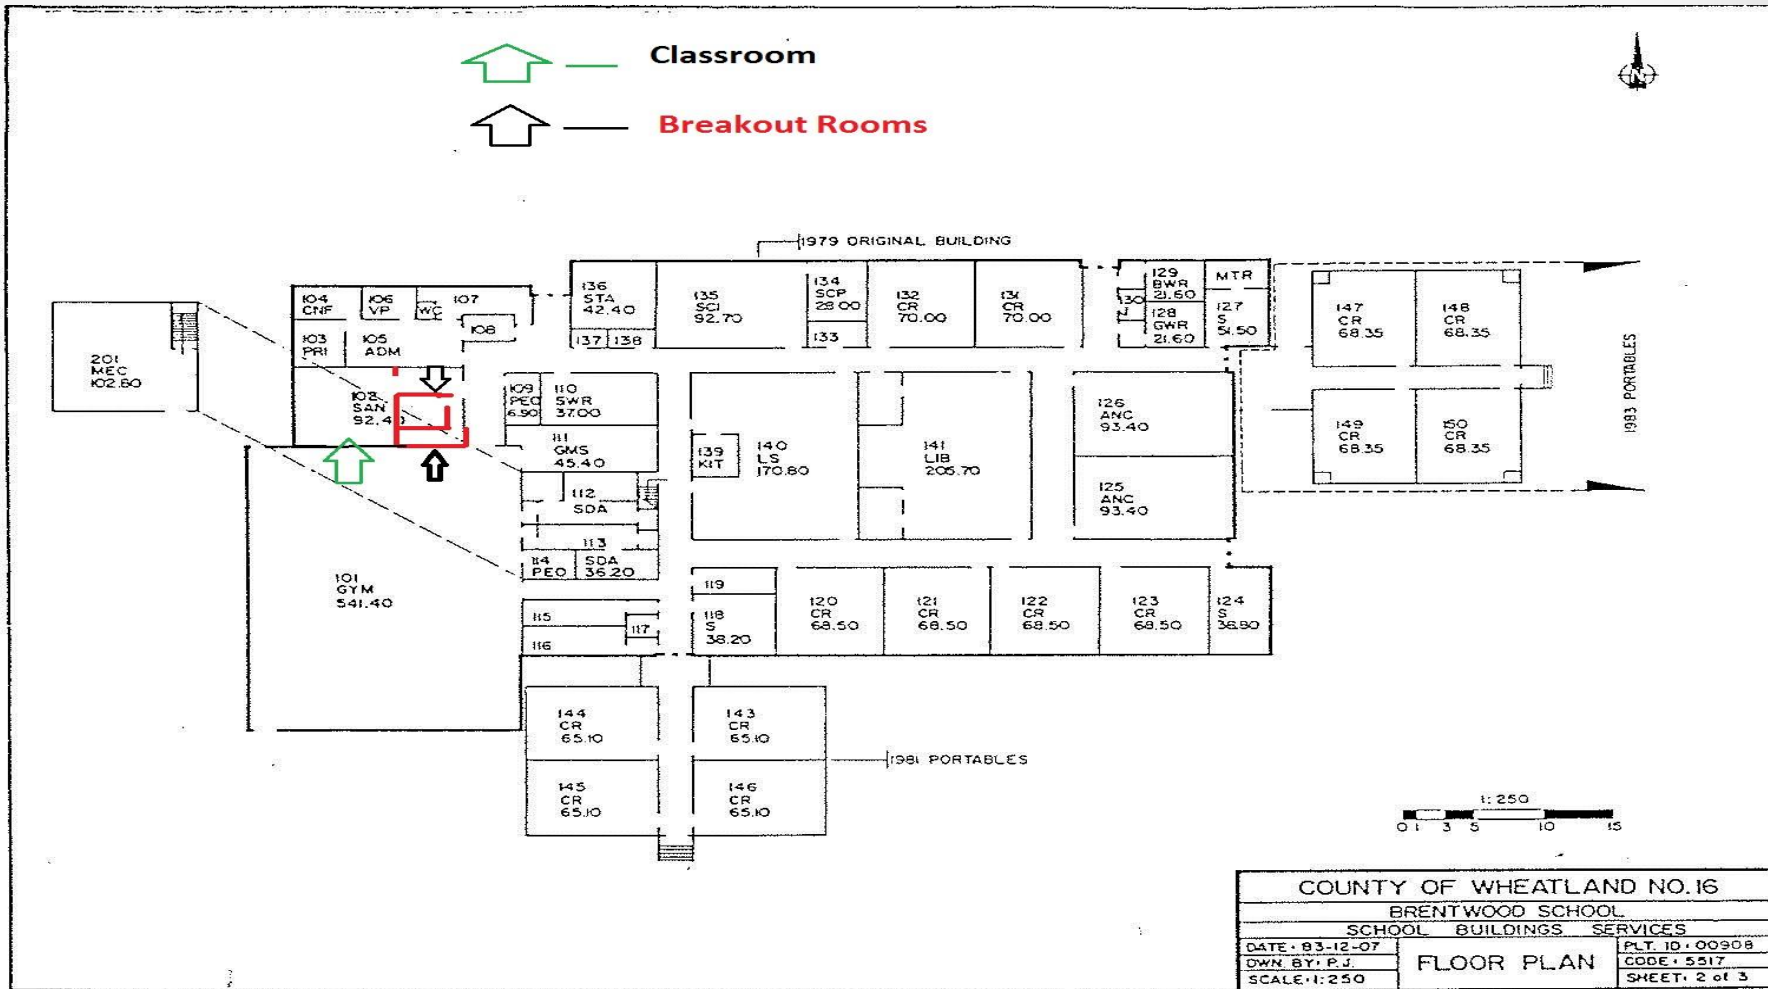 Classroom
Breakout Rooms
N
1979 ORIGINAL BUILDING
104
CNF
106
VP
WC
107
108
103
PRI
105
ADM
102
SAN
92.40
201
MEC
102.80
136
STA
42.40
137
138
135
SCI
92.70
134
SCP
28.00
133
132
CR
70.00
131
CR
70.00
130
J
129
BWR
21.60
128
GWR
21.60
MTR
127
S
51.50
147
CR
68.35
148
CR
68.35
149
CR
68.35
150
CR
68.35
1983 PORTABLES
109
PEO
6.90
110
SWR
37.00
111
GMS
45.40
112
SDA
113
SDA
36.20
114
PEO
139
KIT
140
LS
170.80
141
LIB
205.70
126
ANC
93.40
125
ANC
93.40
101
GYM
541.40
115
116
117
119
118
S
38.20
120
CR
68.50
121
CR
68.50
122
CR
68.50
123
CR
68.50
124
S
36.80
144
CR
65.10
143
CR
65.10
145
CR
65.10
146
CR
65.10
1981 PORTABLES
1:250
0 1 3 5 10 15
COUNTY OF WHEATLAND NO.16
BRENTWOOD SCHOOL
SCHOOL BUILDINGS SERVICES
DATE: 83-12-07
DWN. BY: P.J.
SCALE: 1:250
FLOOR PLAN
PLT. ID: 00908
CODE: 5517
SHEET: 2 of 3